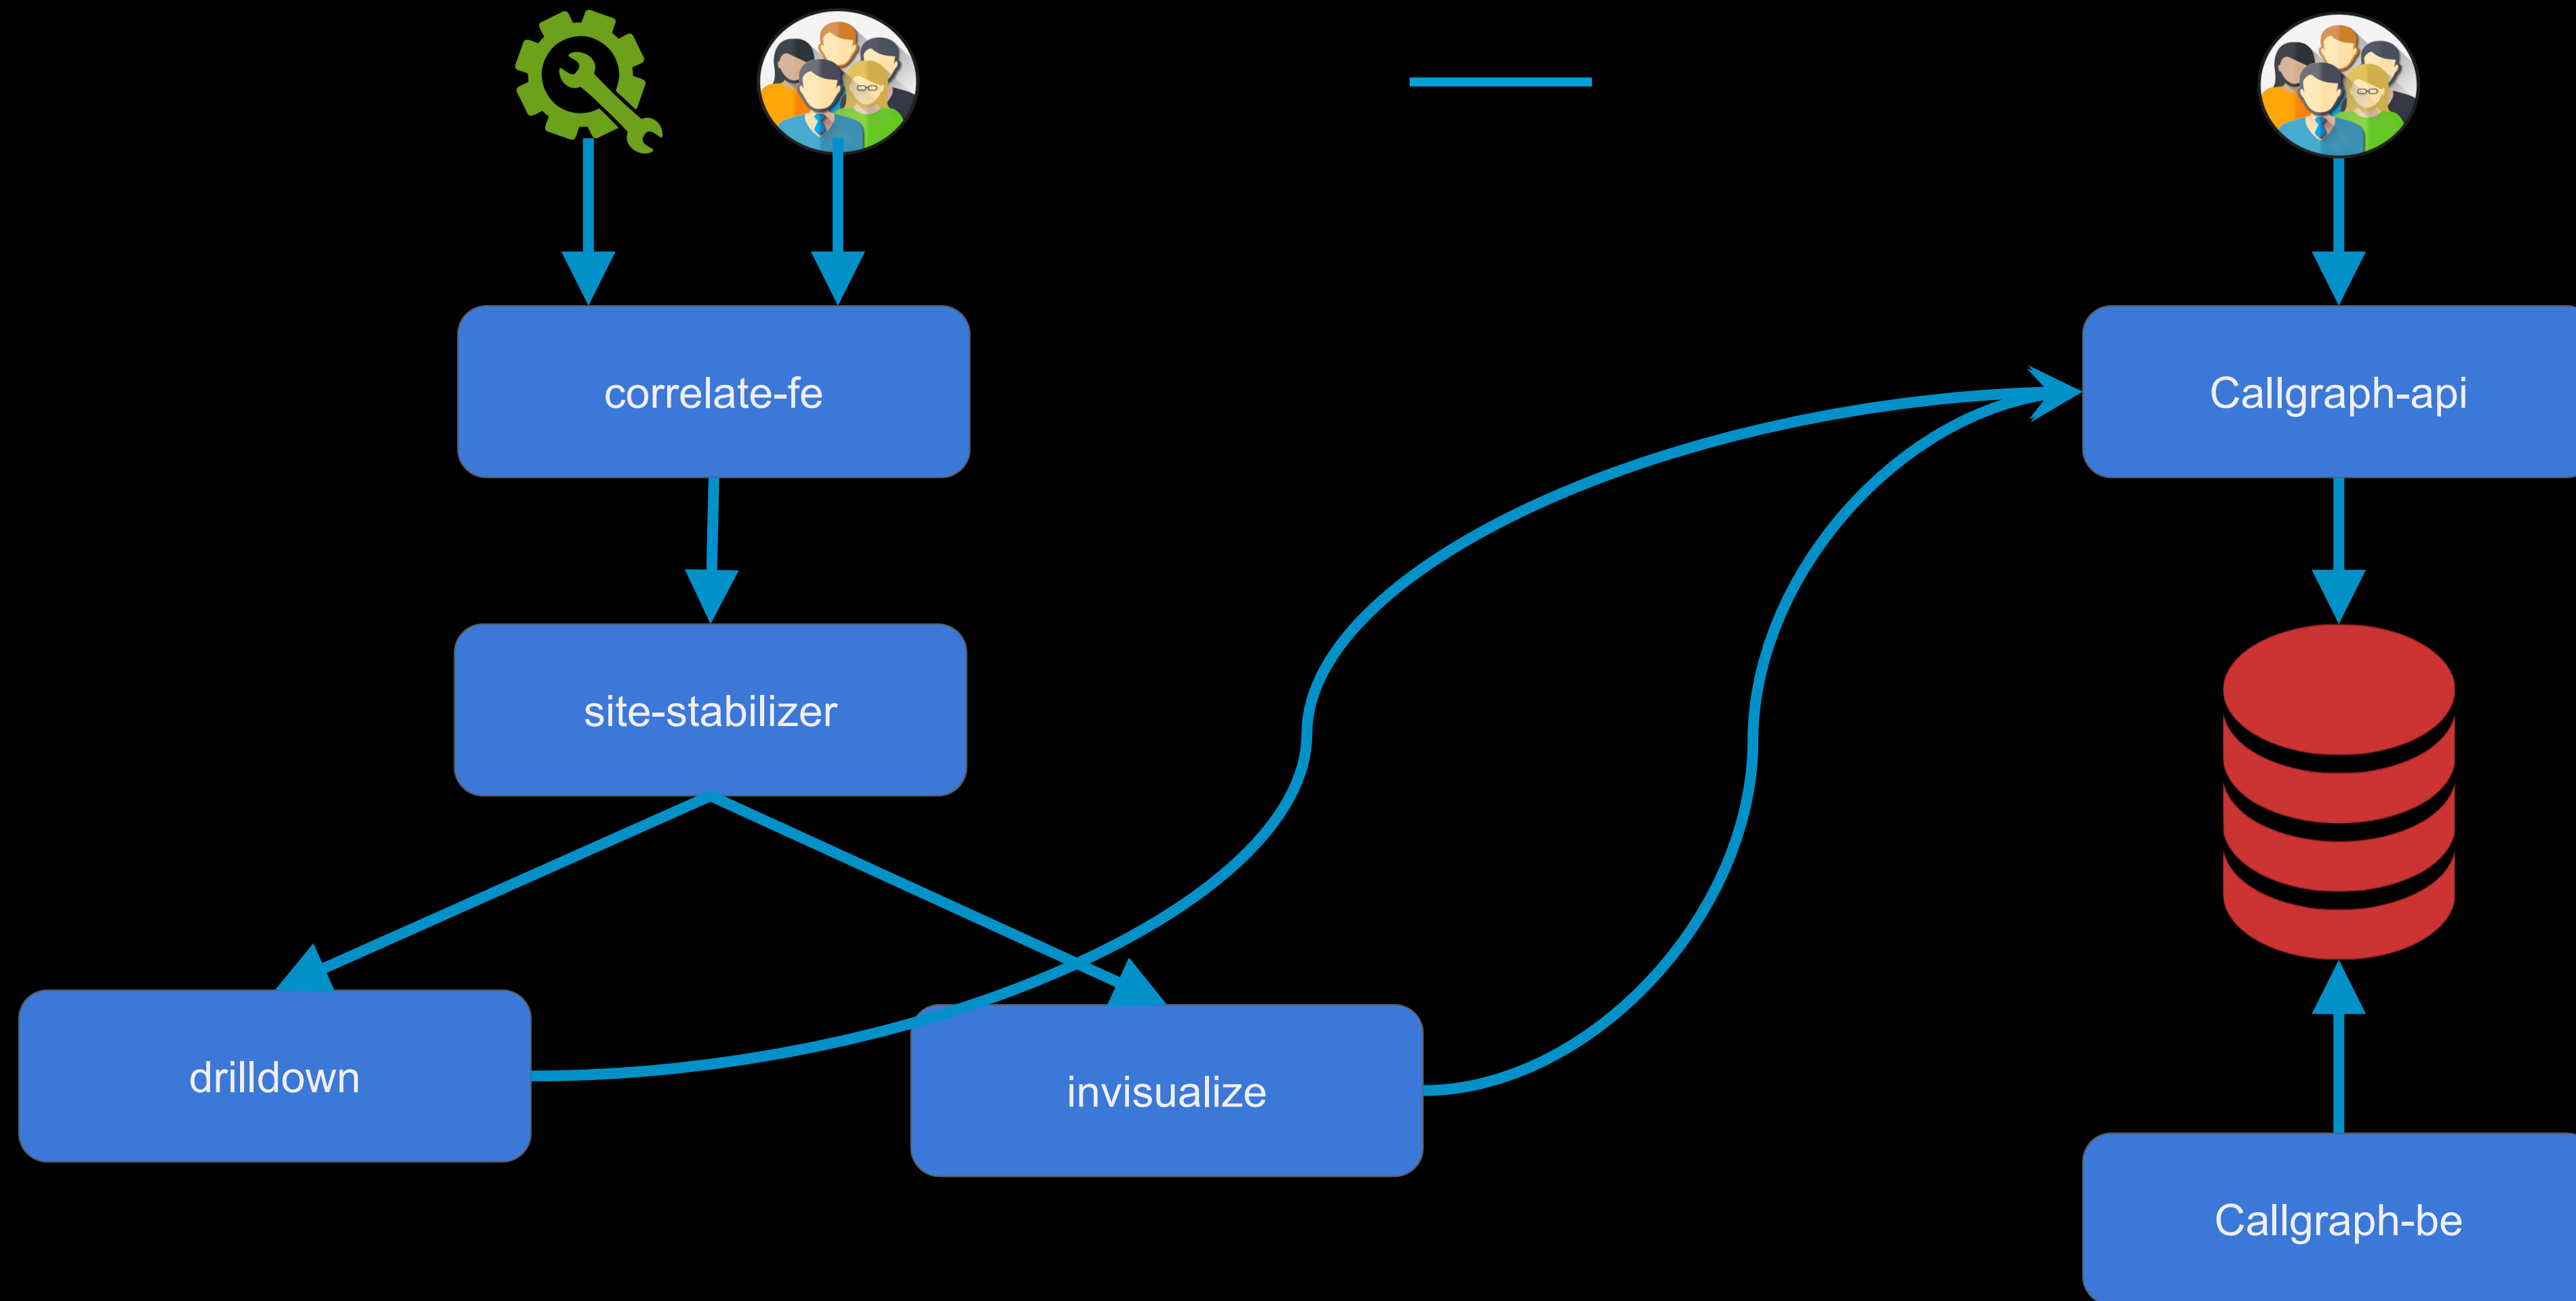 correlate-fe
Callgraph-api
site-stabilizer
drilldown
invisualize
Callgraph-be